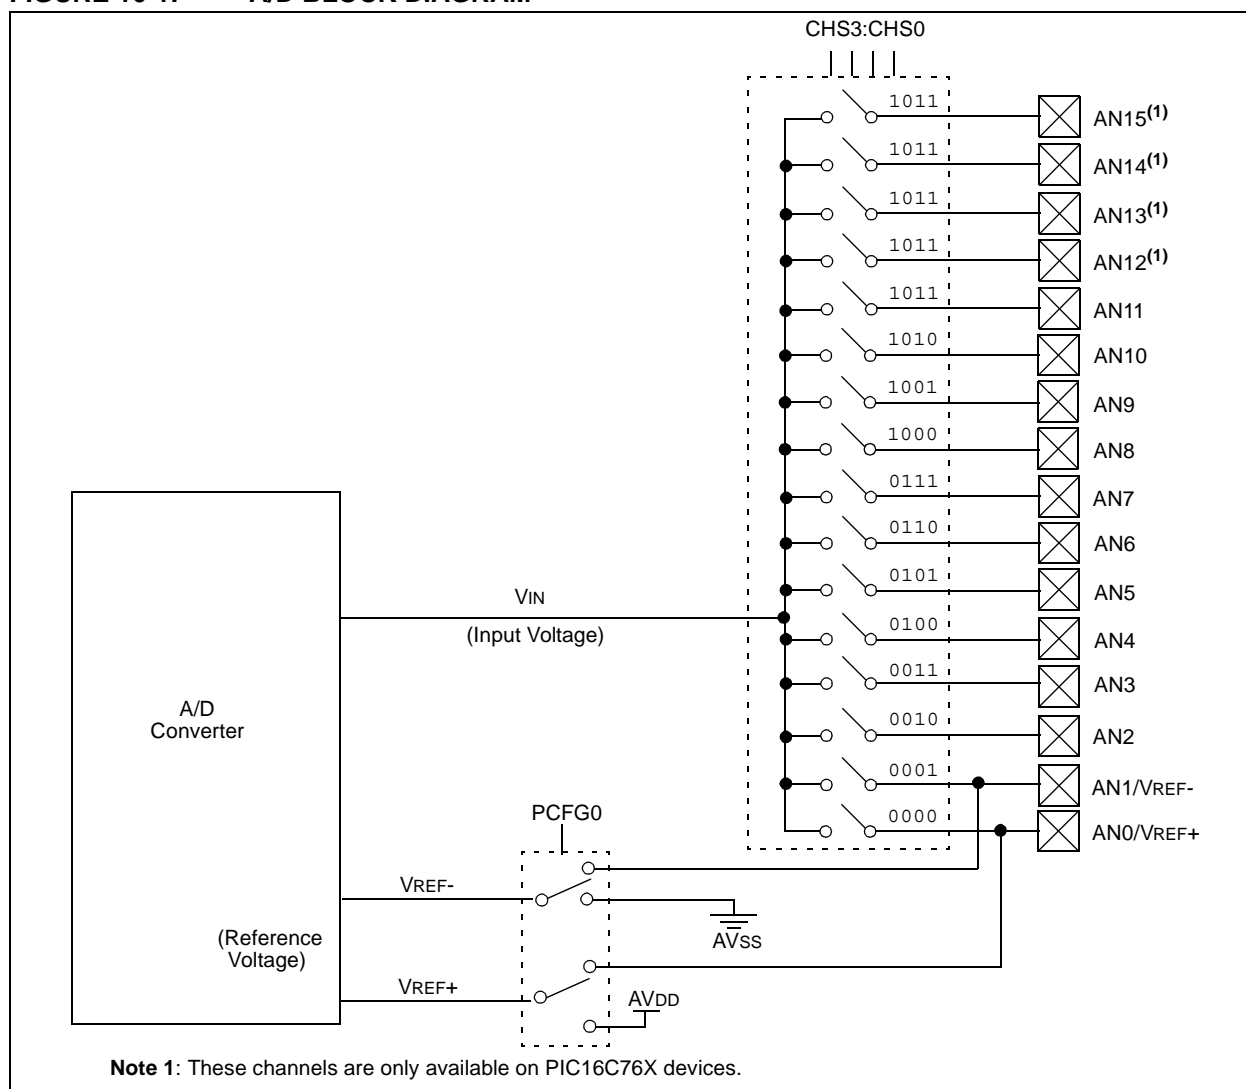 CHS3:CHS0
1011 AN15(1)
1011 AN14(1)
1011 AN13(1)
1011 AN12(1)
1011 AN11
1010 AN10
1001 AN9
1000 AN8
0111 AN7
0110 AN6
0101 AN5
VIN
(Input Voltage)
0100 AN4
0011 AN3
A/D
Converter
0010 AN2
0001 AN1/VREF-
0000 AN0/VREF+
PCFG0
VREF-
AVSS
(Reference
Voltage)
VREF+
AVDD
Note 1: These channels are only available on PIC16C76X devices.